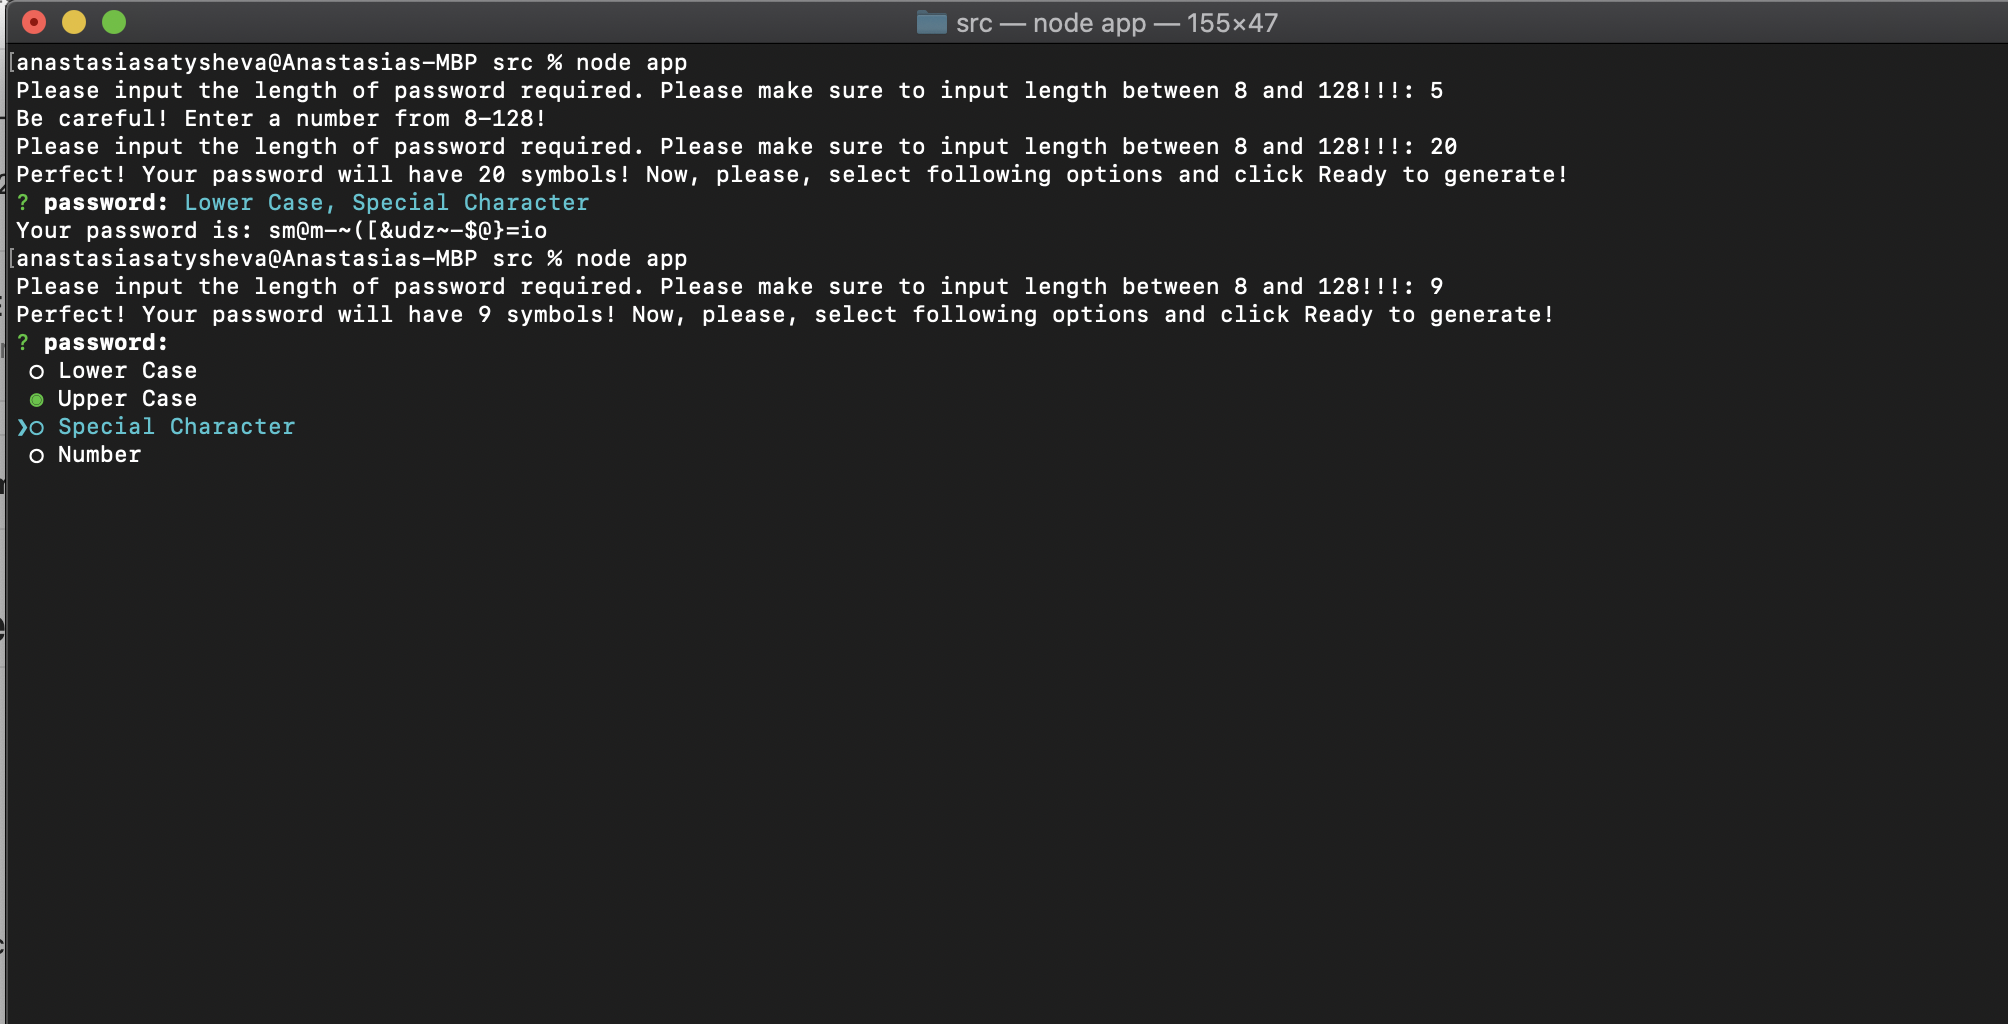 src — node app — 155×47
anastasiasatysheva@Anastasias-MBP src % node app
Please input the length of password required. Please make sure to input length between 8 and 128!!!: 5
Be careful! Enter a number from 8-128!
Please input the length of password required. Please make sure to input length between 8 and 128!!!: 20
Perfect! Your password will have 20 symbols! Now, please, select following options and click Ready to generate!
? password: Lower Case, Special Character
Your password is: sm@m-~([&udz~-$@}=io
anastasiasatysheva@Anastasias-MBP src % node app
Please input the length of password required. Please make sure to input length between 8 and 128!!!: 9
Perfect! Your password will have 9 symbols! Now, please, select following options and click Ready to generate!
? password:
◯ Lower Case
◉ Upper Case
❯◯ Special Character
◯ Number